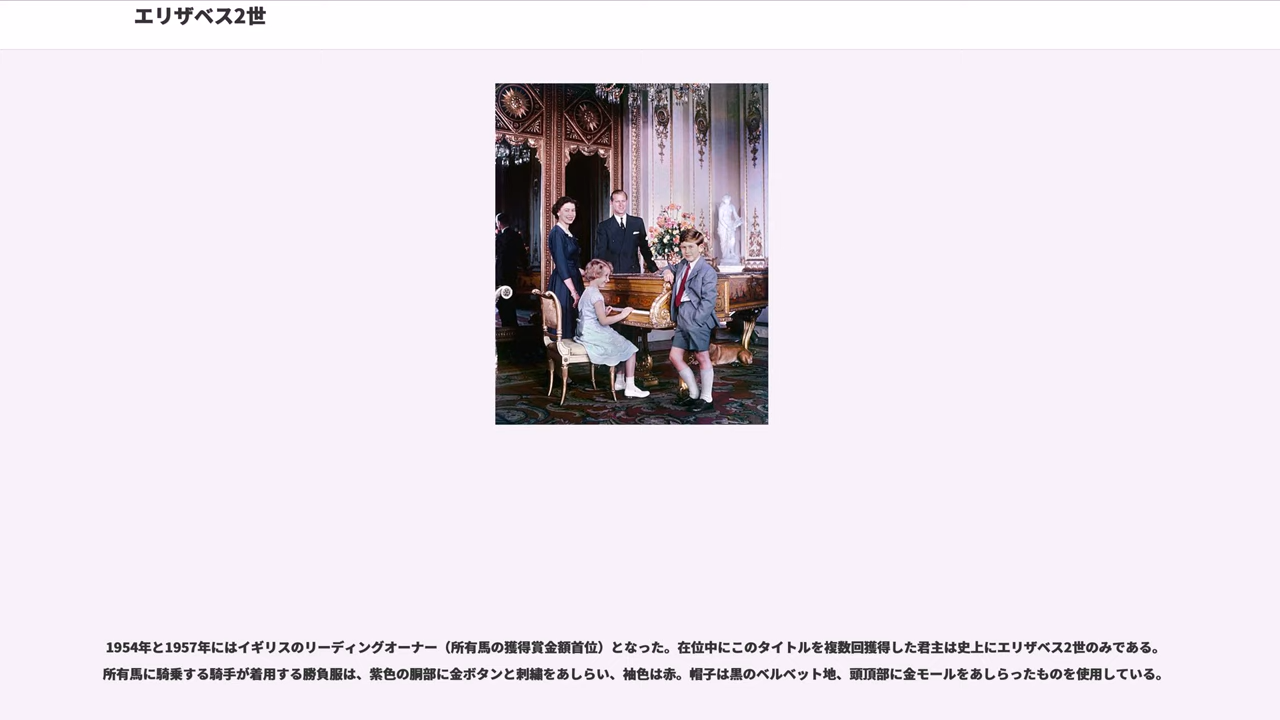 エリザベス2世
1954年と1957年にはイギリスのリーディングオーナー（所有馬の獲得賞金額首位）となった。在位中にこのタイトルを複数回獲得した君主は史上にエリザベス2世のみである。
所有馬に騎乗する騎手が着用する勝負服は、紫色の胴部に金ボタンと刺繍をあしらい、袖色は赤。帽子は黒のベルベット地、頭頂部に金モールをあしらったものを使用している。